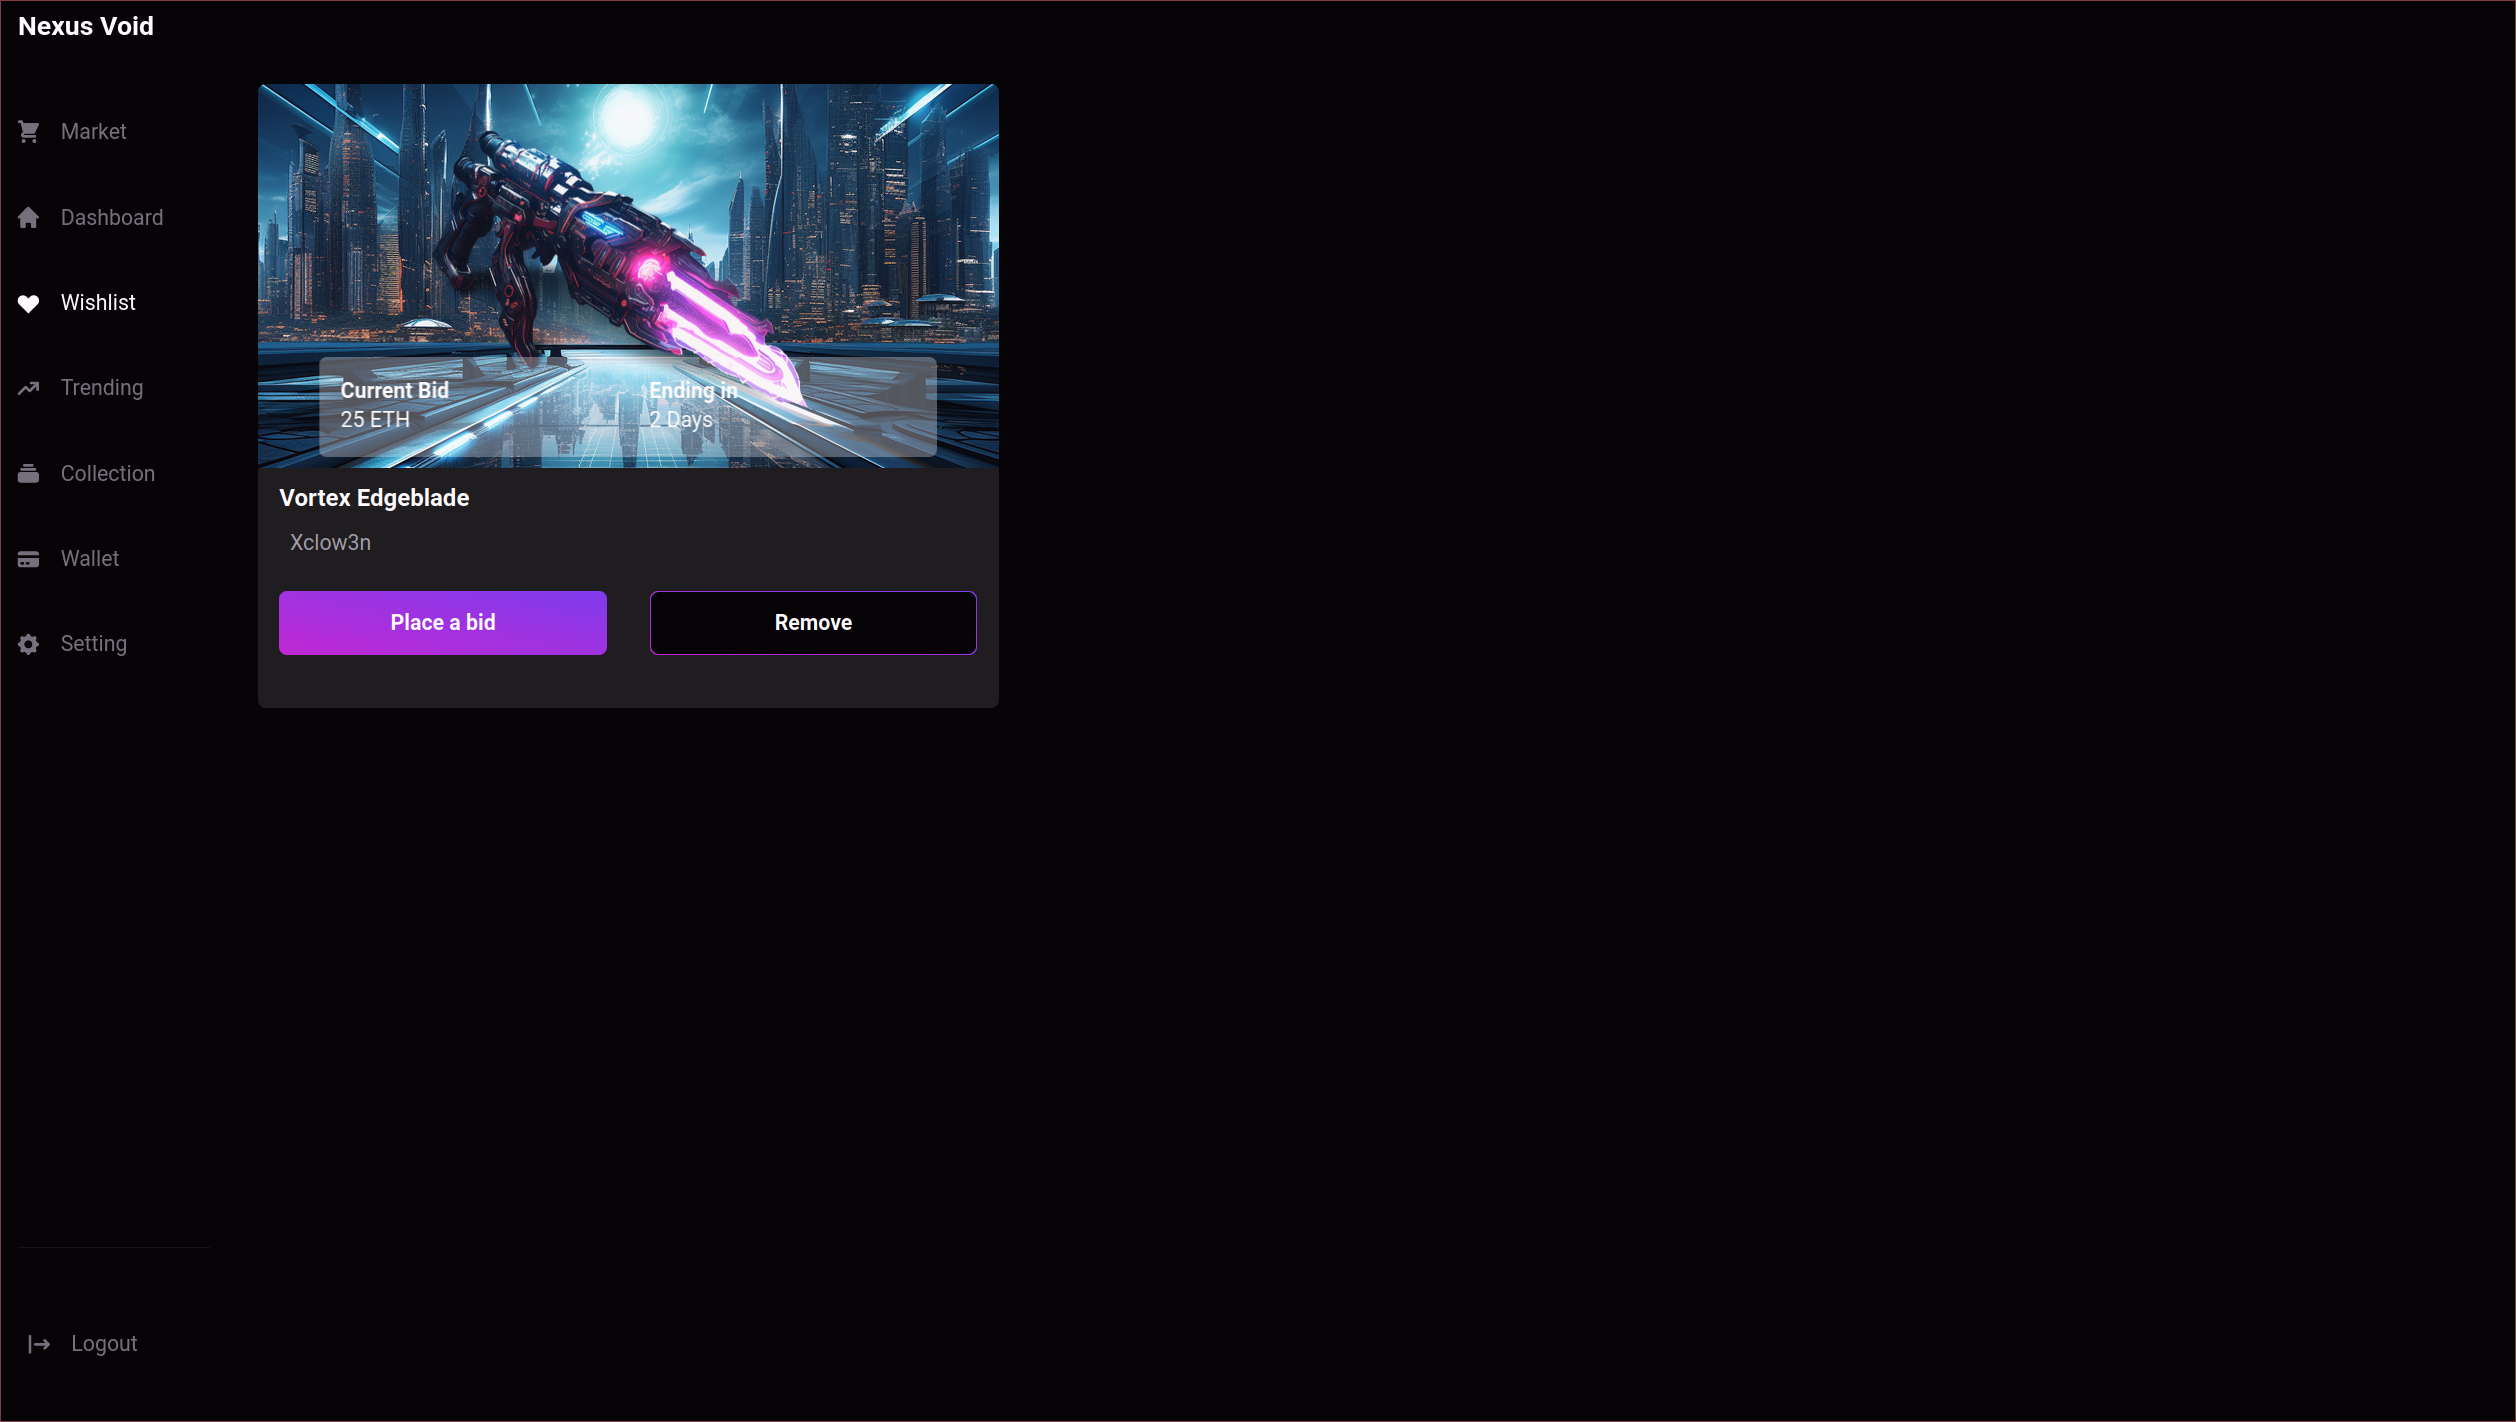 Nexus Void
Market
Dashboard
Wishlist
Trending
Collection
Wallet
Setting
Logout
Current Bid
25 ETH
Ending in
2 Days
Vortex Edgeblade
Xclow3n
Place a bid
Remove